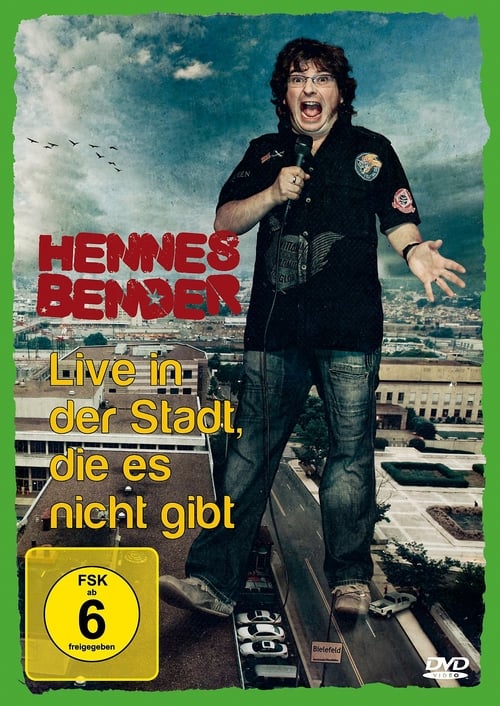 HENNES
BENDER
Live in
der Stadt,
die es
nicht gibt
FSK
ab
6
freigegeben
Bielefeld
DVD
VIDEO